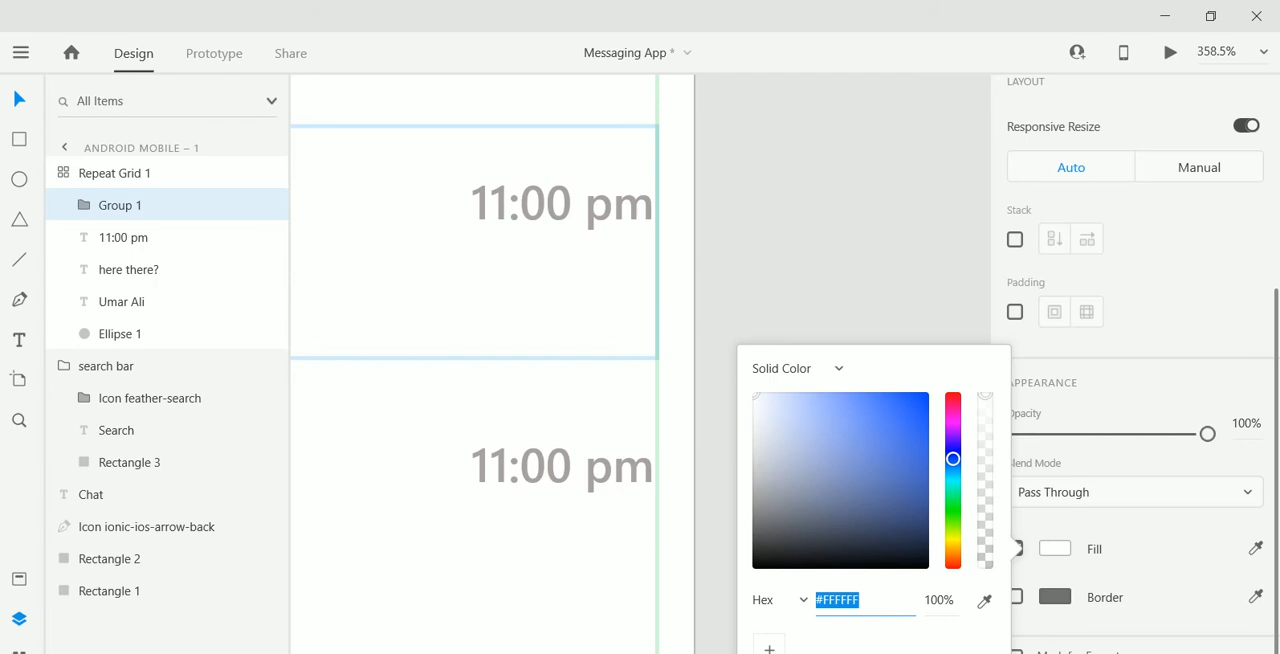 Design
Prototype
Share
Messaging App *
358.5%
All Items
ANDROID MOBILE – 1
Repeat Grid 1
Group 1
11:00 pm
here there?
Umar Ali
Ellipse 1
search bar
Icon feather-search
Search
Rectangle 3
Chat
Icon ionic-ios-arrow-back
Rectangle 2
Rectangle 1
11:00 pm
11:00 pm
LAYOUT
Responsive Resize
Auto
Manual
Stack
Padding
Solid Color
Hex
#FFFFFF
100%
APPEARANCE
Opacity
100%
Blend Mode
Pass Through
Fill
Border